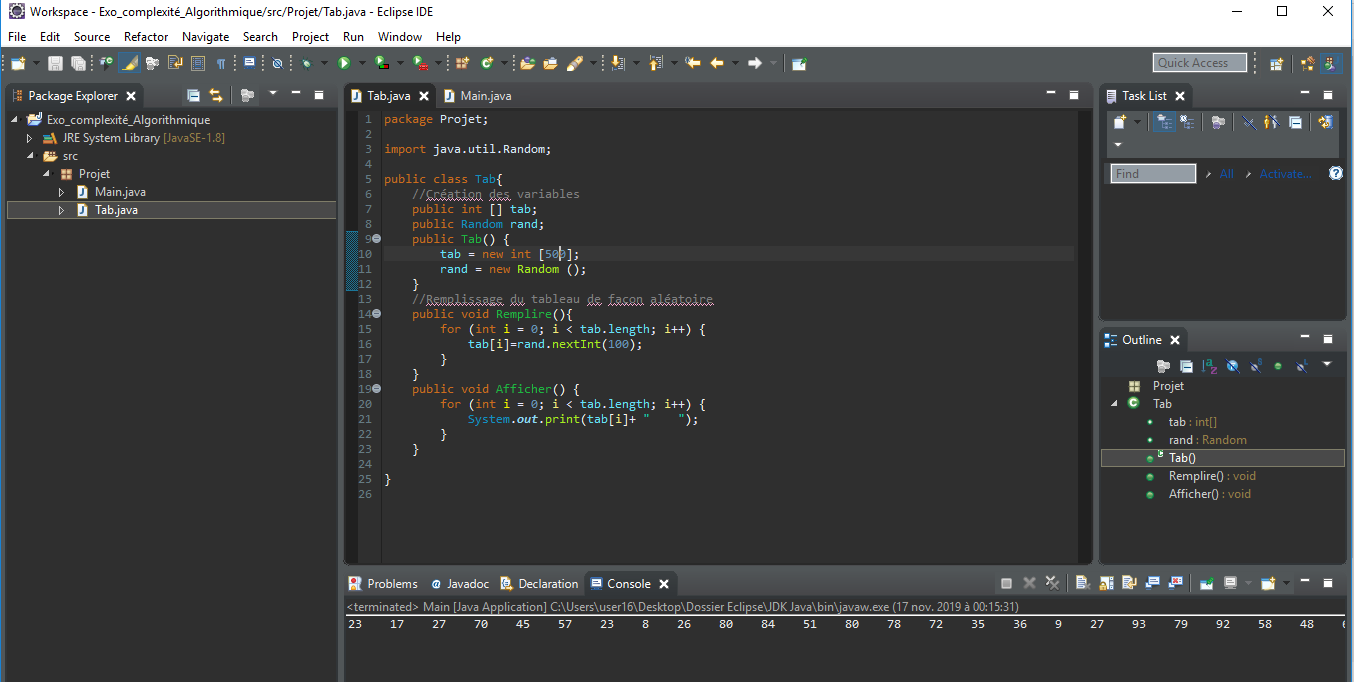 Workspace - Exo_complexité_Algorithmique/src/Projet/Tab.java - Eclipse IDE
File Edit Source Refactor Navigate Search Project Run Window Help
Quick Access
Package Explorer
Exo_complexité_Algorithmique
JRE System Library [JavaSE-1.8]
src
Projet
Main.java
Tab.java
Tab.java Main.java
1 package Projet;
2
3 import java.util.Random;
4
5 public class Tab{
6 //Création des variables
7 public int [] tab;
8 public Random rand;
9 public Tab() {
10 tab = new int [500];
11 rand = new Random ();
12 }
13 //Remplissage du tableau de facon aléatoire
14 public void Remplire(){
15 for (int i = 0; i < tab.length; i++) {
16 tab[i]=rand.nextInt(100);
17 }
18 }
19 public void Afficher() {
20 for (int i = 0; i < tab.length; i++) {
21 System.out.print(tab[i]+ "    ");
22 }
23 }
24
25 }
26
Task List
Find All Activate...
Outline
Projet
Tab
tab : int[]
rand : Random
Tab()
Remplire() : void
Afficher() : void
Problems Javadoc Declaration Console
<terminated> Main [Java Application] C:\Users\user16\Desktop\Dossier Eclipse\JDK Java\bin\javaw.exe (17 nov. 2019 à 00:15:31)
23 17 27 70 45 57 23 8 26 80 84 51 80 78 72 35 36 9 27 93 79 92 58 48